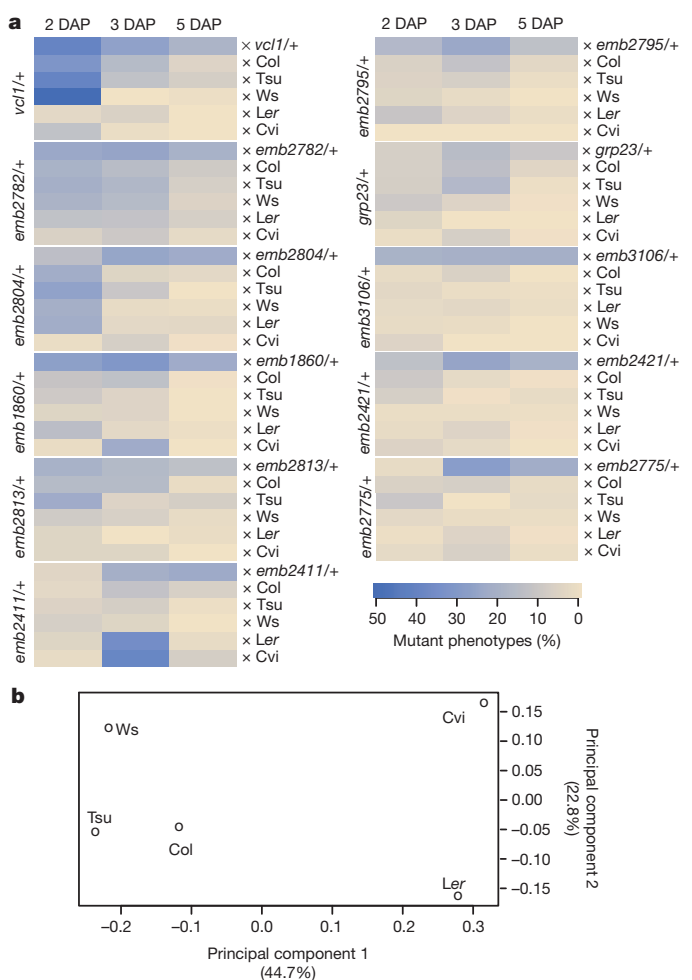 a
2 DAP 3 DAP 5 DAP
vcl1/+
× vcl1/+
× Col
× Tsu
× Ws
× Ler
× Cvi
emb2782/+
× emb2782/+
× Col
× Tsu
× Ws
× Ler
× Cvi
emb2804/+
× emb2804/+
× Col
× Tsu
× Ws
× Ler
× Cvi
emb1860/+
× emb1860/+
× Col
× Tsu
× Ws
× Ler
× Cvi
emb2813/+
× emb2813/+
× Col
× Tsu
× Ws
× Ler
× Cvi
emb2411/+
× emb2411/+
× Col
× Tsu
× Ws
× Ler
× Cvi
2 DAP 3 DAP 5 DAP
emb2795/+
× emb2795/+
× Col
× Tsu
× Ws
× Ler
× Cvi
grp23/+
× grp23/+
× Col
× Tsu
× Ws
× Ler
× Cvi
emb3106/+
× emb3106/+
× Col
× Tsu
× Ler
× Ws
× Cvi
emb2421/+
× emb2421/+
× Col
× Tsu
× Ws
× Ler
× Cvi
emb2775/+
× emb2775/+
× Col
× Tsu
× Ws
× Ler
× Cvi
50 40 30 20 10 0
Mutant phenotypes (%)
b
Ws
Cvi
Tsu
Col
Ler
0.15
0.10
0.05
0.00
−0.05
−0.10
−0.15
Principal component 2
(22.8%)
−0.2 −0.1 0.0 0.1 0.2 0.3
Principal component 1
(44.7%)